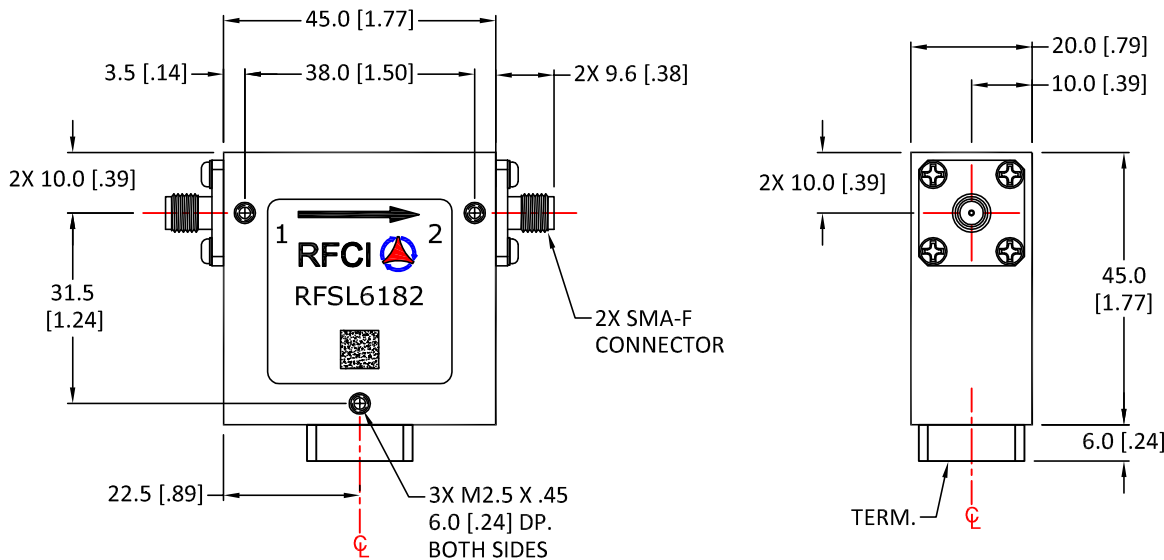 45.0 [1.77]
3.5 [.14]
38.0 [1.50]
2X 9.6 [.38]
2X 10.0 [.39]
1
2
RFCI
RFSL6182
31.5
[1.24]
2X SMA-F
CONNECTOR
22.5 [.89]
3X M2.5 X .45
6.0 [.24] DP.
BOTH SIDES
℄
20.0 [.79]
10.0 [.39]
2X 10.0 [.39]
45.0
[1.77]
6.0 [.24]
TERM.
℄